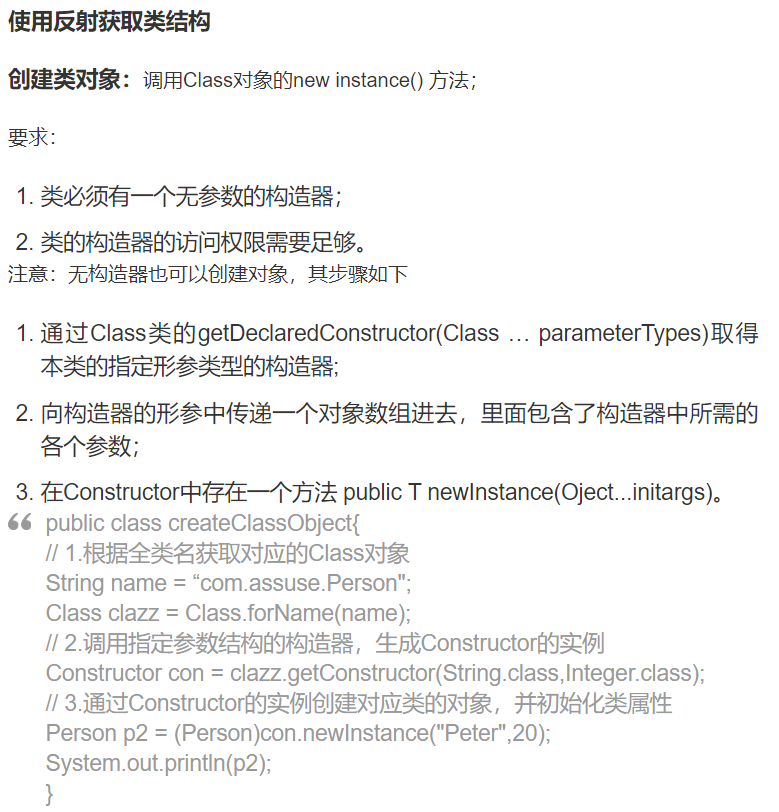 使用反射获取类结构
创建类对象：调用Class对象的new instance() 方法；
要求：
1. 类必须有一个无参数的构造器；
2. 类的构造器的访问权限需要足够。
注意：无构造器也可以创建对象，其步骤如下
1. 通过Class类的getDeclaredConstructor(Class … parameterTypes)取得
本类的指定形参类型的构造器;
2. 向构造器的形参中传递一个对象数组进去，里面包含了构造器中所需的
各个参数；
3. 在Constructor中存在一个方法 public T newInstance(Oject...initargs)。
public class createClassObject{
// 1.根据全类名获取对应的Class对象
String name = “com.assuse.Person";
Class clazz = Class.forName(name);
// 2.调用指定参数结构的构造器，生成Constructor的实例
Constructor con = clazz.getConstructor(String.class,Integer.class);
// 3.通过Constructor的实例创建对应类的对象，并初始化类属性
Person p2 = (Person)con.newInstance("Peter",20);
System.out.println(p2);
}